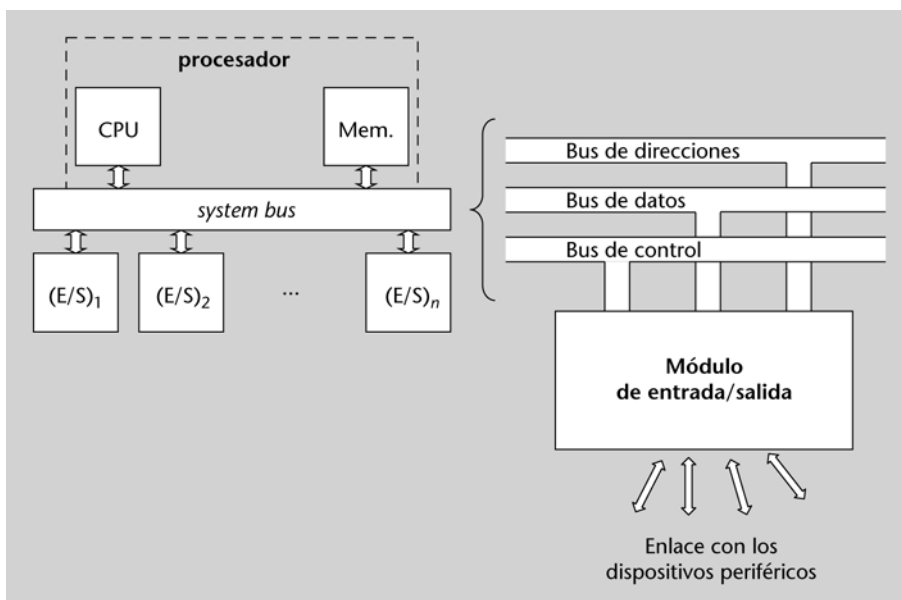 procesador
CPU
Mem.
system bus
(E/S)1
(E/S)2
...
(E/S)n
Bus de direcciones
Bus de datos
Bus de control
Módulo
de entrada/salida
Enlace con los
dispositivos periféricos